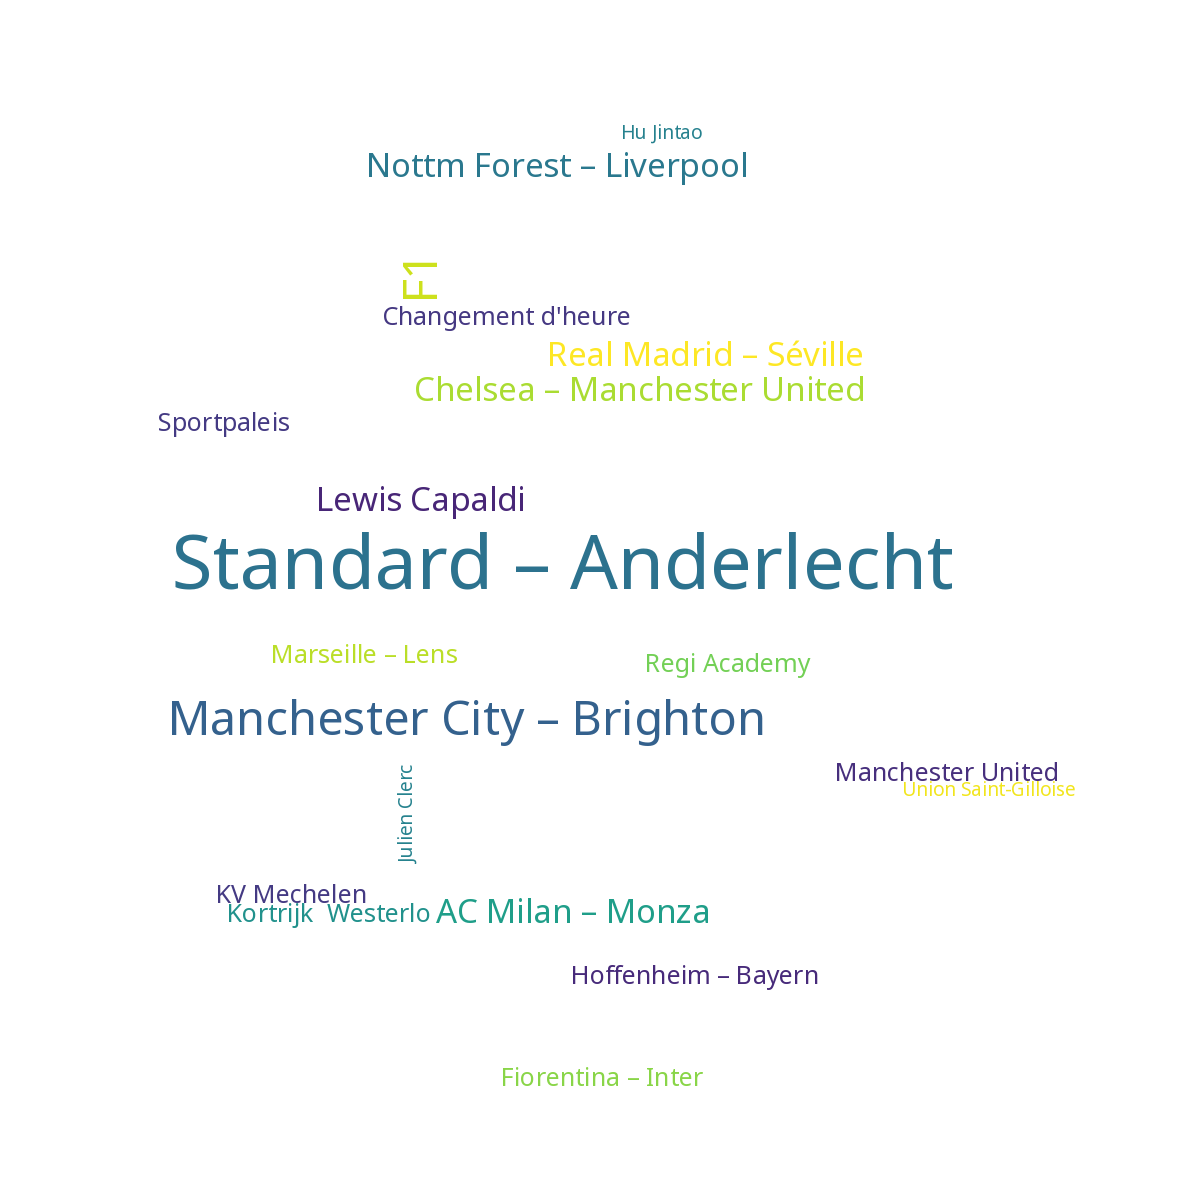 Hu Jintao
Nottm Forest – Liverpool
F1
Changement d'heure
Real Madrid – Séville
Chelsea – Manchester United
Sportpaleis
Lewis Capaldi
Standard – Anderlecht
Marseille – Lens
Regi Academy
Manchester City – Brighton
Manchester United
Union Saint-Gilloise
Julien Clerc
KV Mechelen
Kortrijk
Westerlo
AC Milan – Monza
Hoffenheim – Bayern
Fiorentina – Inter